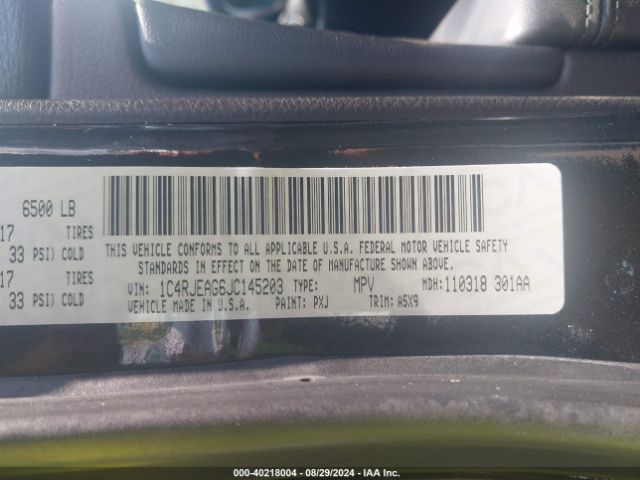 6500 LB
17 TIRES
33 PSI) COLD
17 TIRES
33 PSI) COLD
THIS VEHICLE CONFORMS TO ALL APPLICABLE U.S.A. FEDERAL MOTOR VEHICLE SAFETY
STANDARDS IN EFFECT ON THE DATE OF MANUFACTURE SHOWN ABOVE.
VIN: 1C4RJEAG6JC145203 TYPE: MPV MDH: 110318 301AA
VEHICLE MADE IN U.S.A. PAINT: PXJ TRIM: A5X9
000-40218004 - 08/29/2024 - IAA Inc.